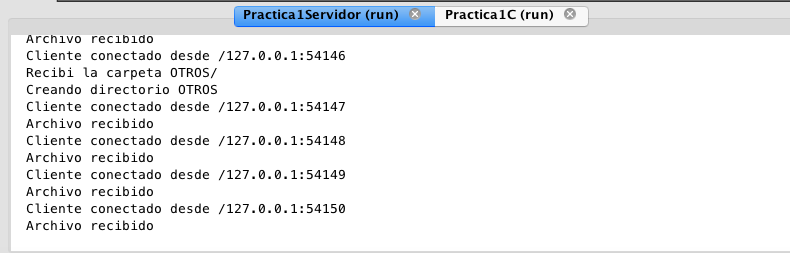 Practica1Servidor (run) Practica1C (run)
Archivo recibido
Cliente conectado desde /127.0.0.1:54146
Recibi la carpeta OTROS/
Creando directorio OTROS
Cliente conectado desde /127.0.0.1:54147
Archivo recibido
Cliente conectado desde /127.0.0.1:54148
Archivo recibido
Cliente conectado desde /127.0.0.1:54149
Archivo recibido
Cliente conectado desde /127.0.0.1:54150
Archivo recibido